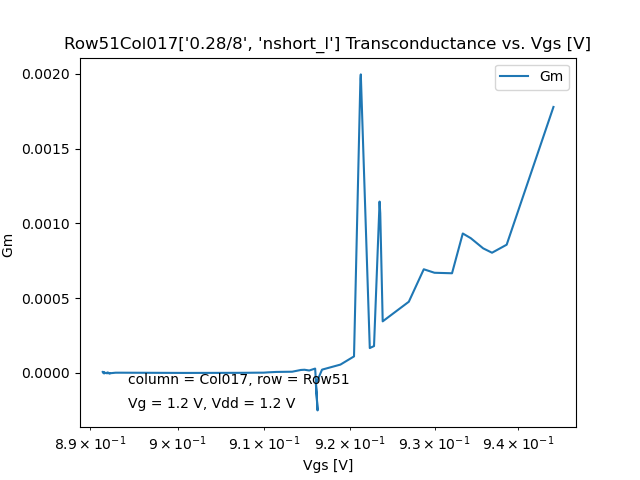 Row51Col017['0.28/8', 'nshort_l'] Transconductance vs. Vgs [V]
Gm
0.0020
0.0015
0.0010
0.0005
0.0000
Gm
column = Col017, row = Row51
Vg = 1.2 V, Vdd = 1.2 V
8.9 × 10⁻¹ 9 × 10⁻¹ 9.1 × 10⁻¹ 9.2 × 10⁻¹ 9.3 × 10⁻¹ 9.4 × 10⁻¹
Vgs [V]